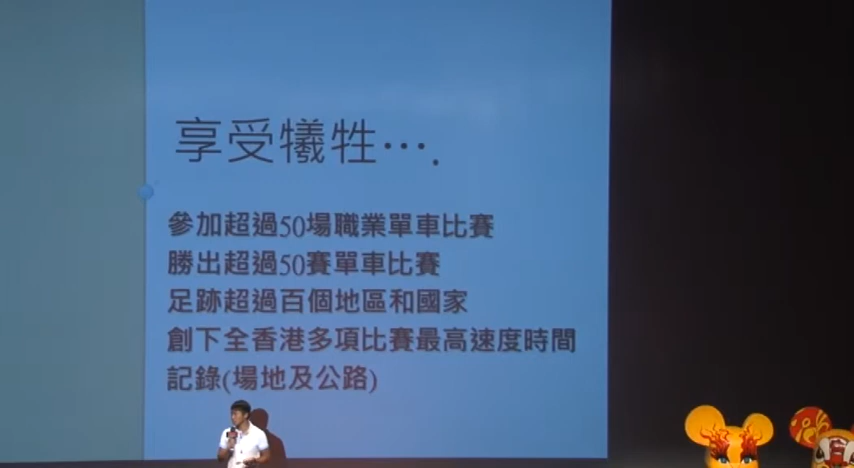 享受犧牲⋯.
參加超過50場職業單車比賽
勝出超過50賽單車比賽
足跡超過百個地區和國家
創下全香港多項比賽最高速度時間
記錄(場地及公路)